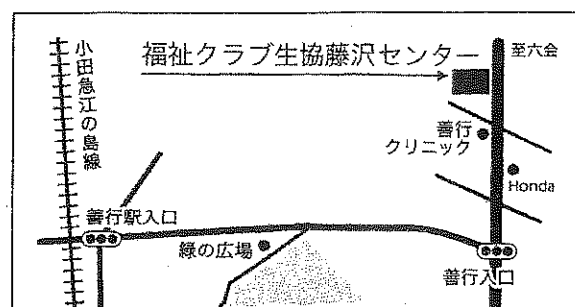 小田急江の島線
福祉クラブ生協藤沢センター
至六会
善行
クリニック
Honda
善行駅入口
緑の広場
善行入口